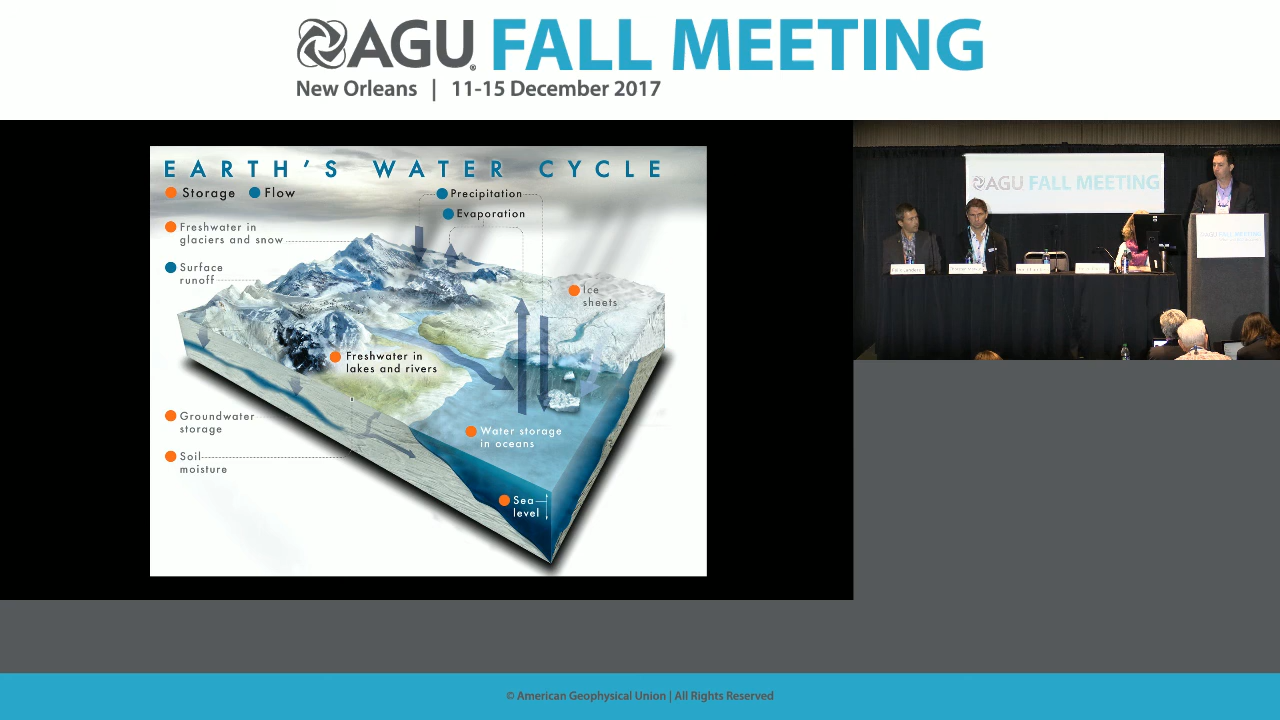 AGU FALL MEETING
New Orleans | 11-15 December 2017
EARTH'S WATER CYCLE
Storage Flow
Precipitation
Evaporation
Freshwater in
glaciers and snow
Surface
runoff
Ice
sheets
Freshwater in
lakes and rivers
Groundwater
storage
Water storage
in oceans
Soil
moisture
Sea
level
AGU FALL MEETING
© American Geophysical Union | All Rights Reserved